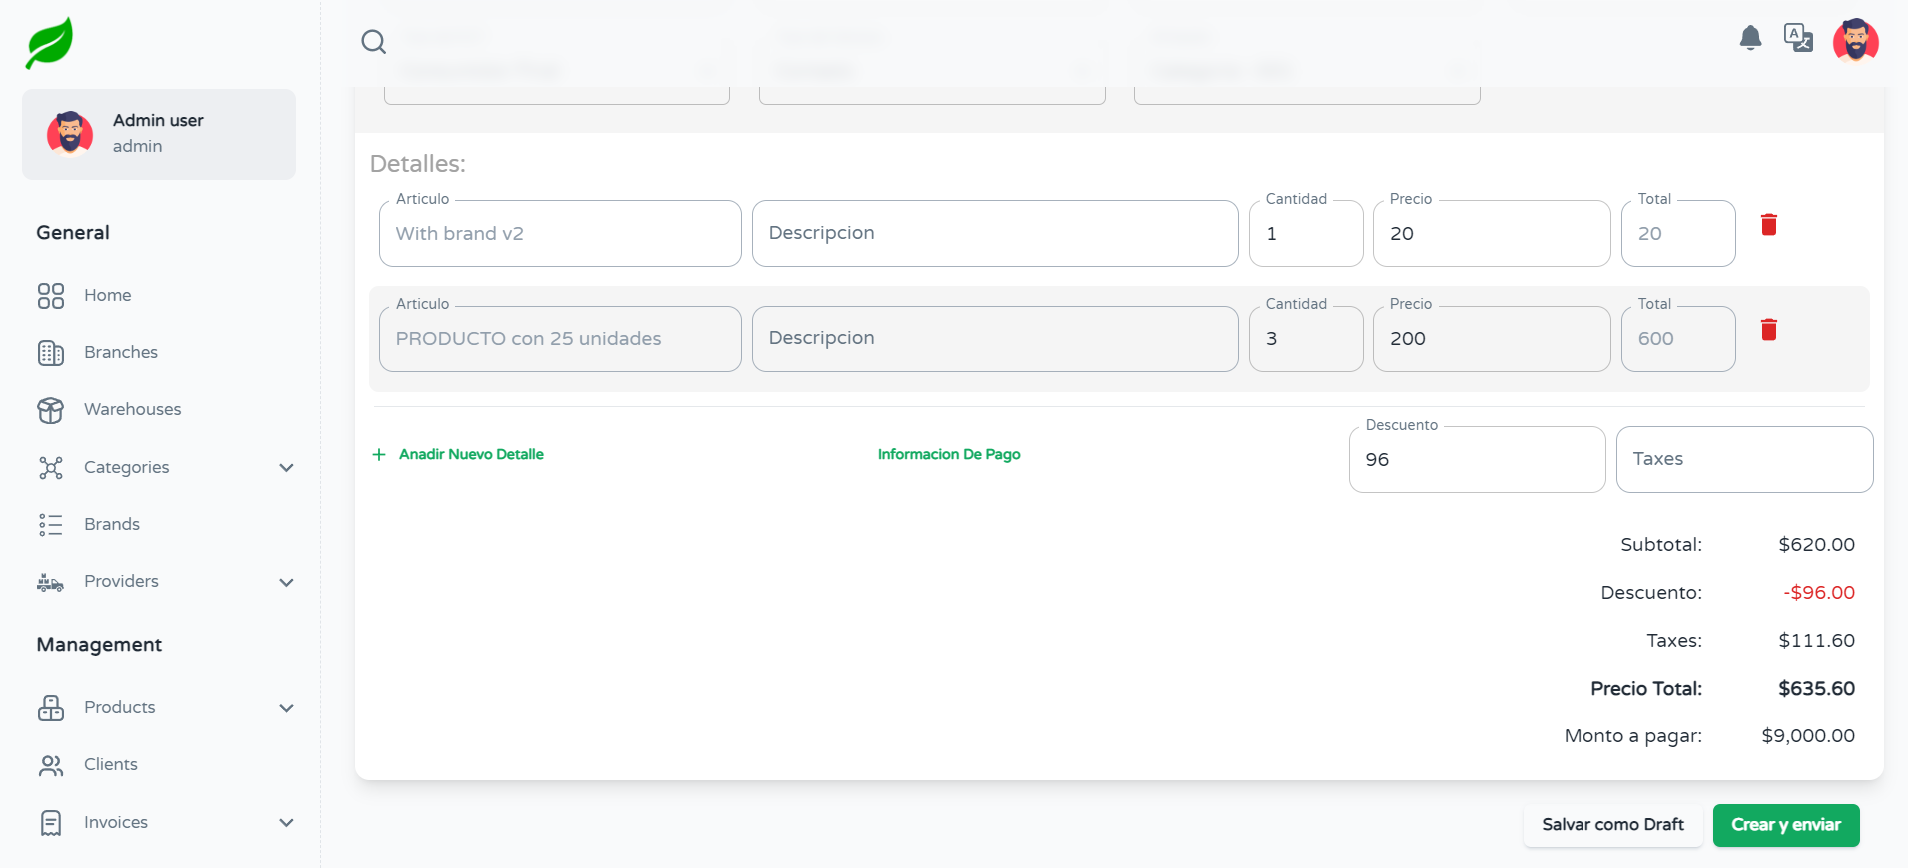 Admin user
admin
General
Home
Branches
Warehouses
Categories
Brands
Providers
Management
Products
Clients
Invoices
Detalles:
Articulo Cantidad Precio Total
With brand v2 Descripcion 1 20 20
Articulo Cantidad Precio Total
PRODUCTO con 25 unidades Descripcion 3 200 600
Descuento
+ Anadir Nuevo Detalle Informacion De Pago 96 Taxes
Subtotal: $620.00
Descuento: -$96.00
Taxes: $111.60
Precio Total: $635.60
Monto a pagar: $9,000.00
Salvar como Draft Crear y enviar